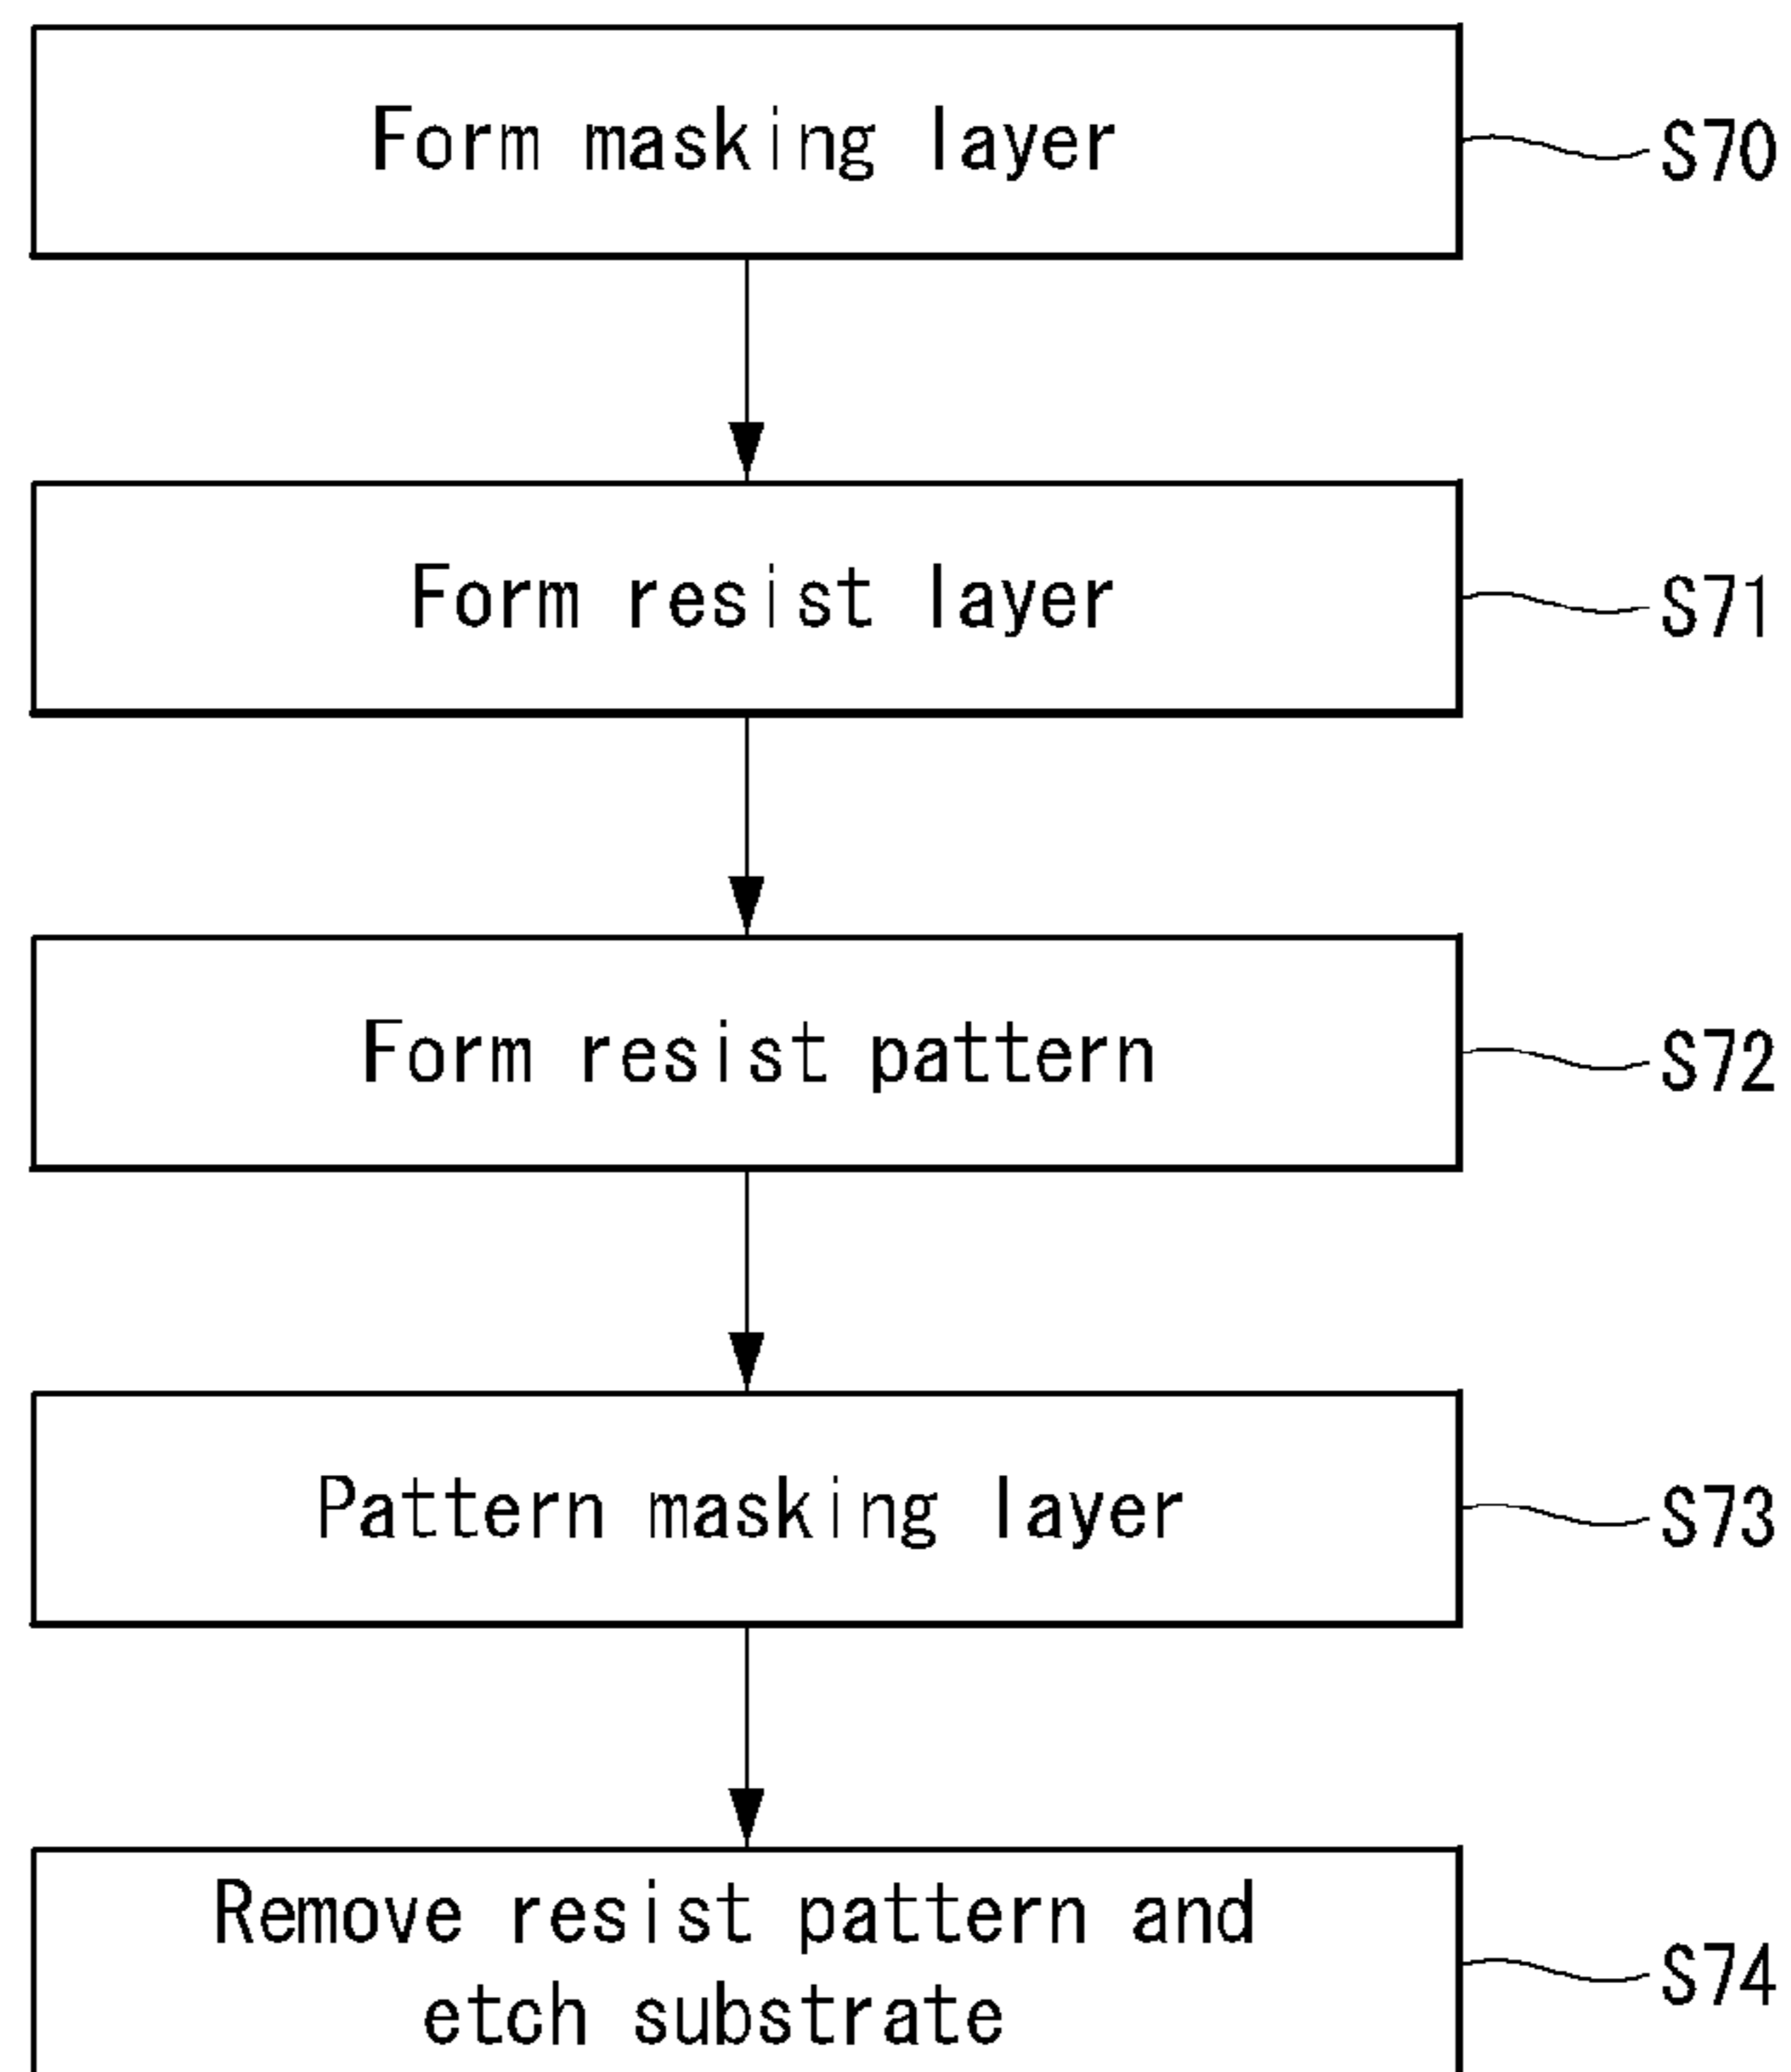 Form masking layer
S70
Form resist layer
S71
Form resist pattern
S72
Pattern masking layer
S73
Remove resist pattern and
etch substrate
S74